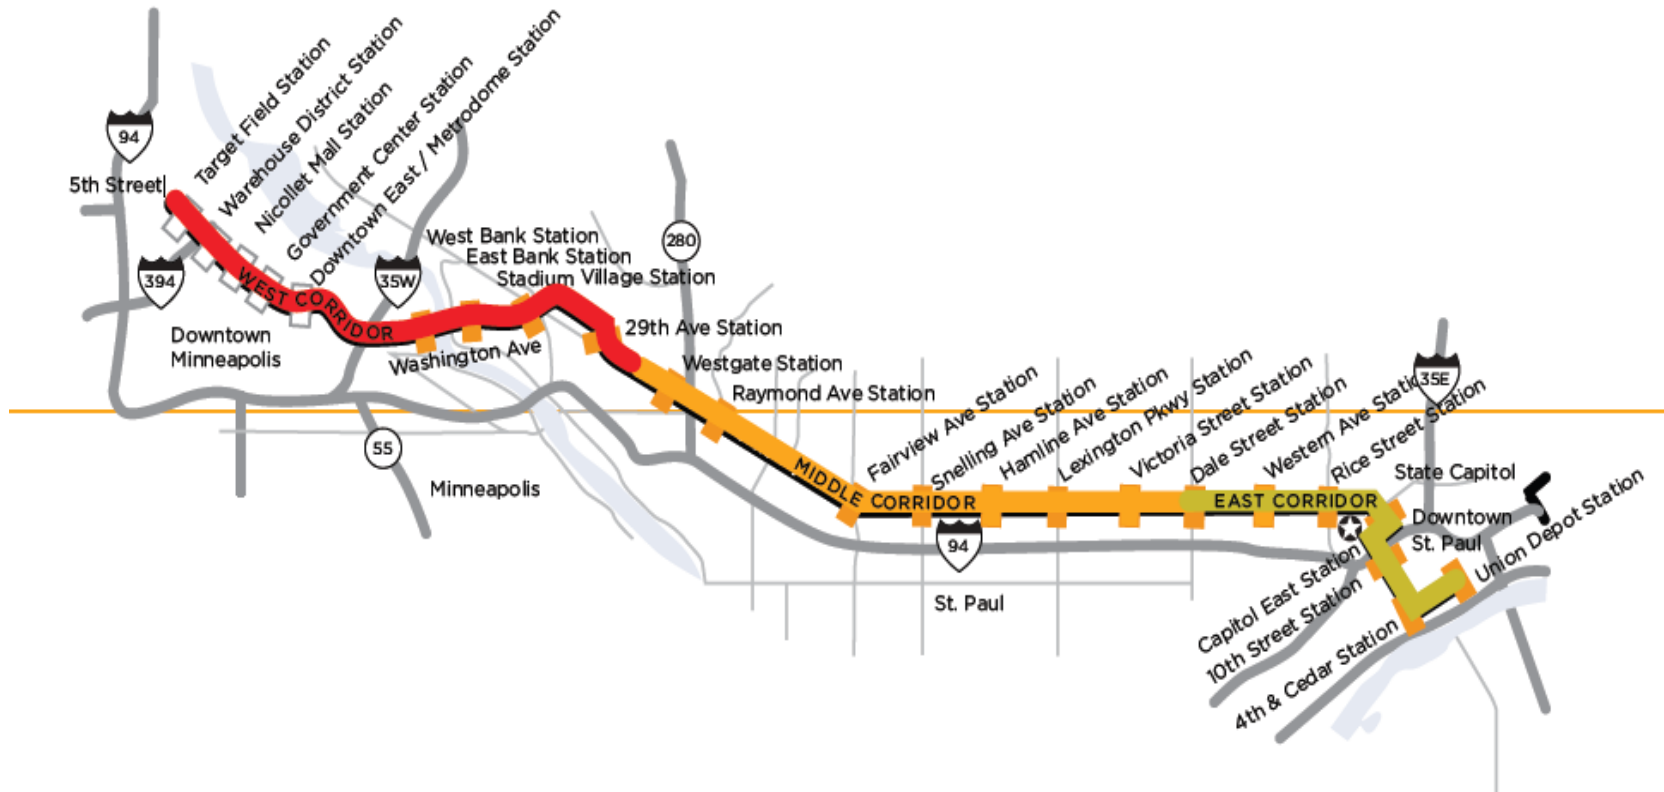 94
5th Street
Target Field Station
Warehouse District Station
Nicollet Mall Station
Government Center Station
Downtown East / Metrodome Station
394
35W
WEST CORRIDOR
Downtown
Minneapolis
West Bank Station
East Bank Station
Stadium Village Station
280
29th Ave Station
Washington Ave
Westgate Station
Raymond Ave Station
55
Minneapolis
MIDDLE CORRIDOR
Fairview Ave Station
Snelling Ave Station
Hamline Ave Station
Lexington Pkwy Station
Victoria Street Station
Dale Street Station
Western Ave Statio
Rice Street Station
35E
EAST CORRIDOR
State Capitol
94
Downtown
St. Paul
Union Depot Station
St. Paul
Capitol East Station
10th Street Station
4th & Cedar Station